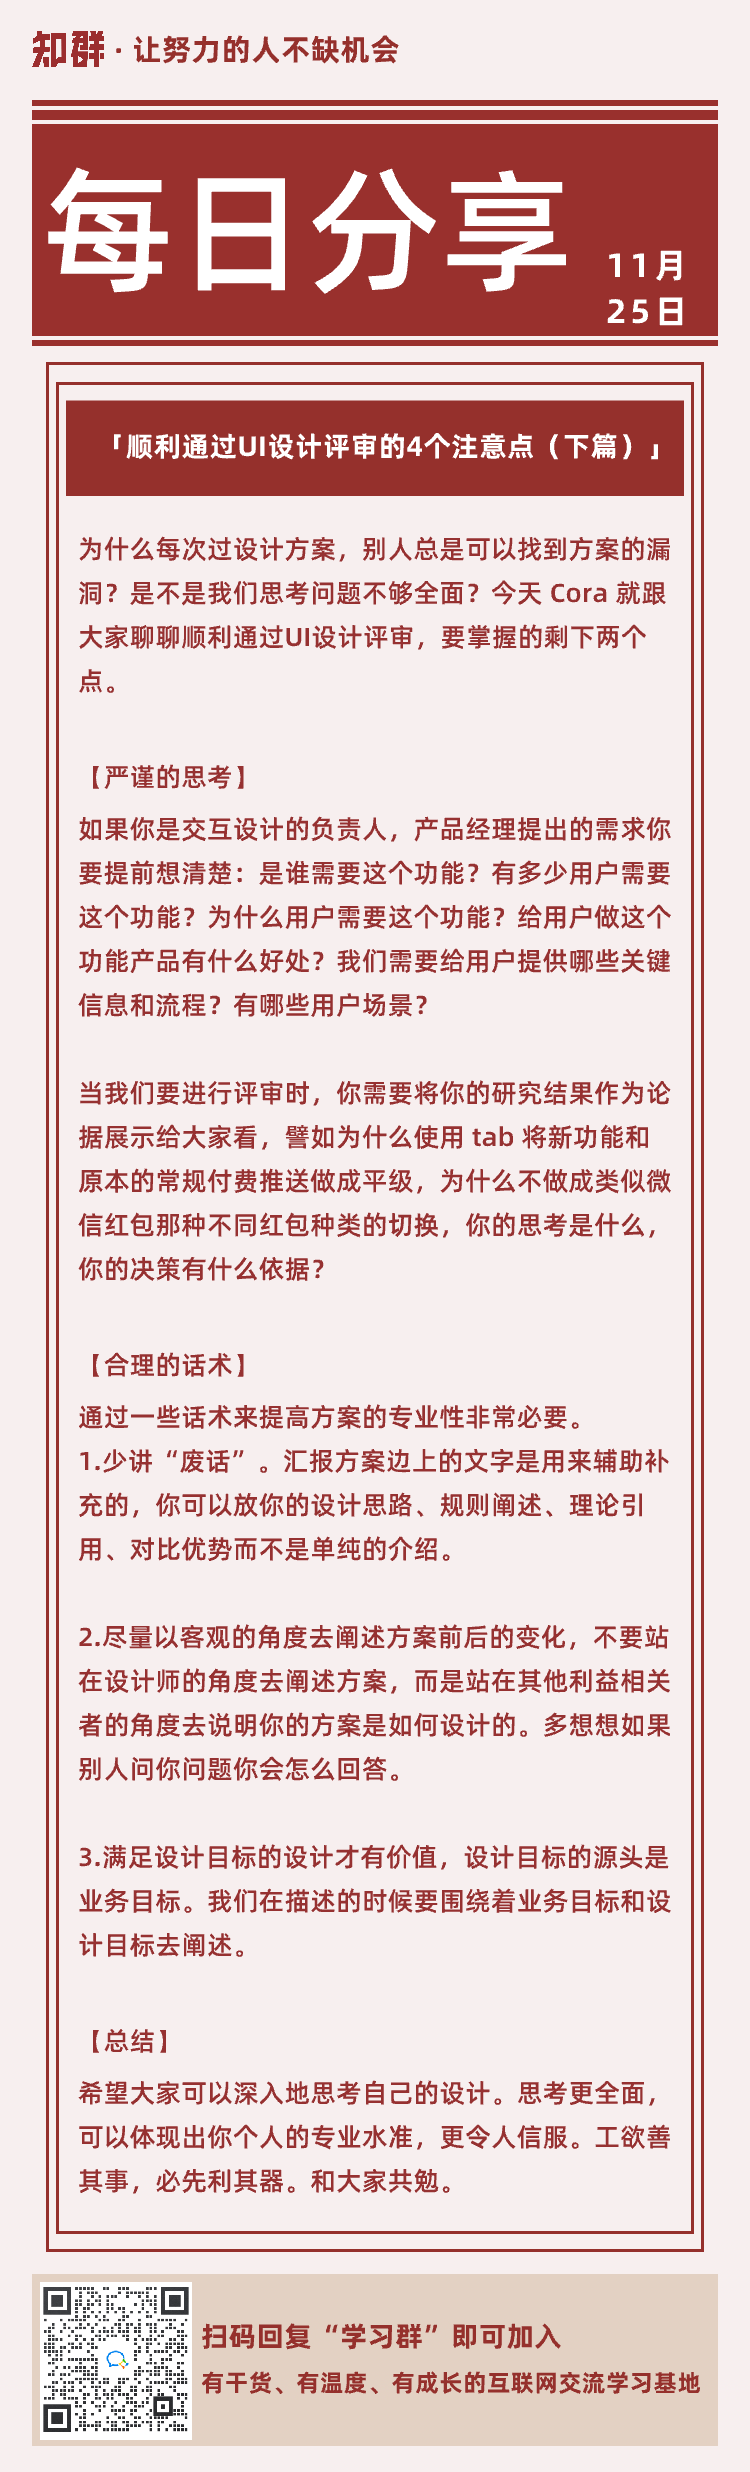 知群 · 让努力的人不缺机会
每日分享
11月
25日
「顺利通过UI设计评审的4个注意点（下篇）」
为什么每次过设计方案，别人总是可以找到方案的漏
洞？是不是我们思考问题不够全面？今天 Cora 就跟
大家聊聊顺利通过UI设计评审，要掌握的剩下两个
点。
【严谨的思考】
如果你是交互设计的负责人，产品经理提出的需求你
要提前想清楚：是谁需要这个功能？有多少用户需要
这个功能？为什么用户需要这个功能？给用户做这个
功能产品有什么好处？我们需要给用户提供哪些关键
信息和流程？有哪些用户场景？
当我们要进行评审时，你需要将你的研究结果作为论
据展示给大家看，譬如为什么使用 tab 将新功能和
原本的常规付费推送做成平级，为什么不做成类似微
信红包那种不同红包种类的切换，你的思考是什么，
你的决策有什么依据？
【合理的话术】
通过一些话术来提高方案的专业性非常必要。
1.少讲“废话”。汇报方案边上的文字是用来辅助补
充的，你可以放你的设计思路、规则阐述、理论引
用、对比优势而不是单纯的介绍。
2.尽量以客观的角度去阐述方案前后的变化，不要站
在设计师的角度去阐述方案，而是站在其他利益相关
者的角度去说明你的方案是如何设计的。多想想如果
别人问你问题你会怎么回答。
3.满足设计目标的设计才有价值，设计目标的源头是
业务目标。我们在描述的时候要围绕着业务目标和设
计目标去阐述。
【总结】
希望大家可以深入地思考自己的设计。思考更全面，
可以体现出你个人的专业水准，更令人信服。工欲善
其事，必先利其器。和大家共勉。
扫码回复“学习群”即可加入
有干货、有温度、有成长的互联网交流学习基地